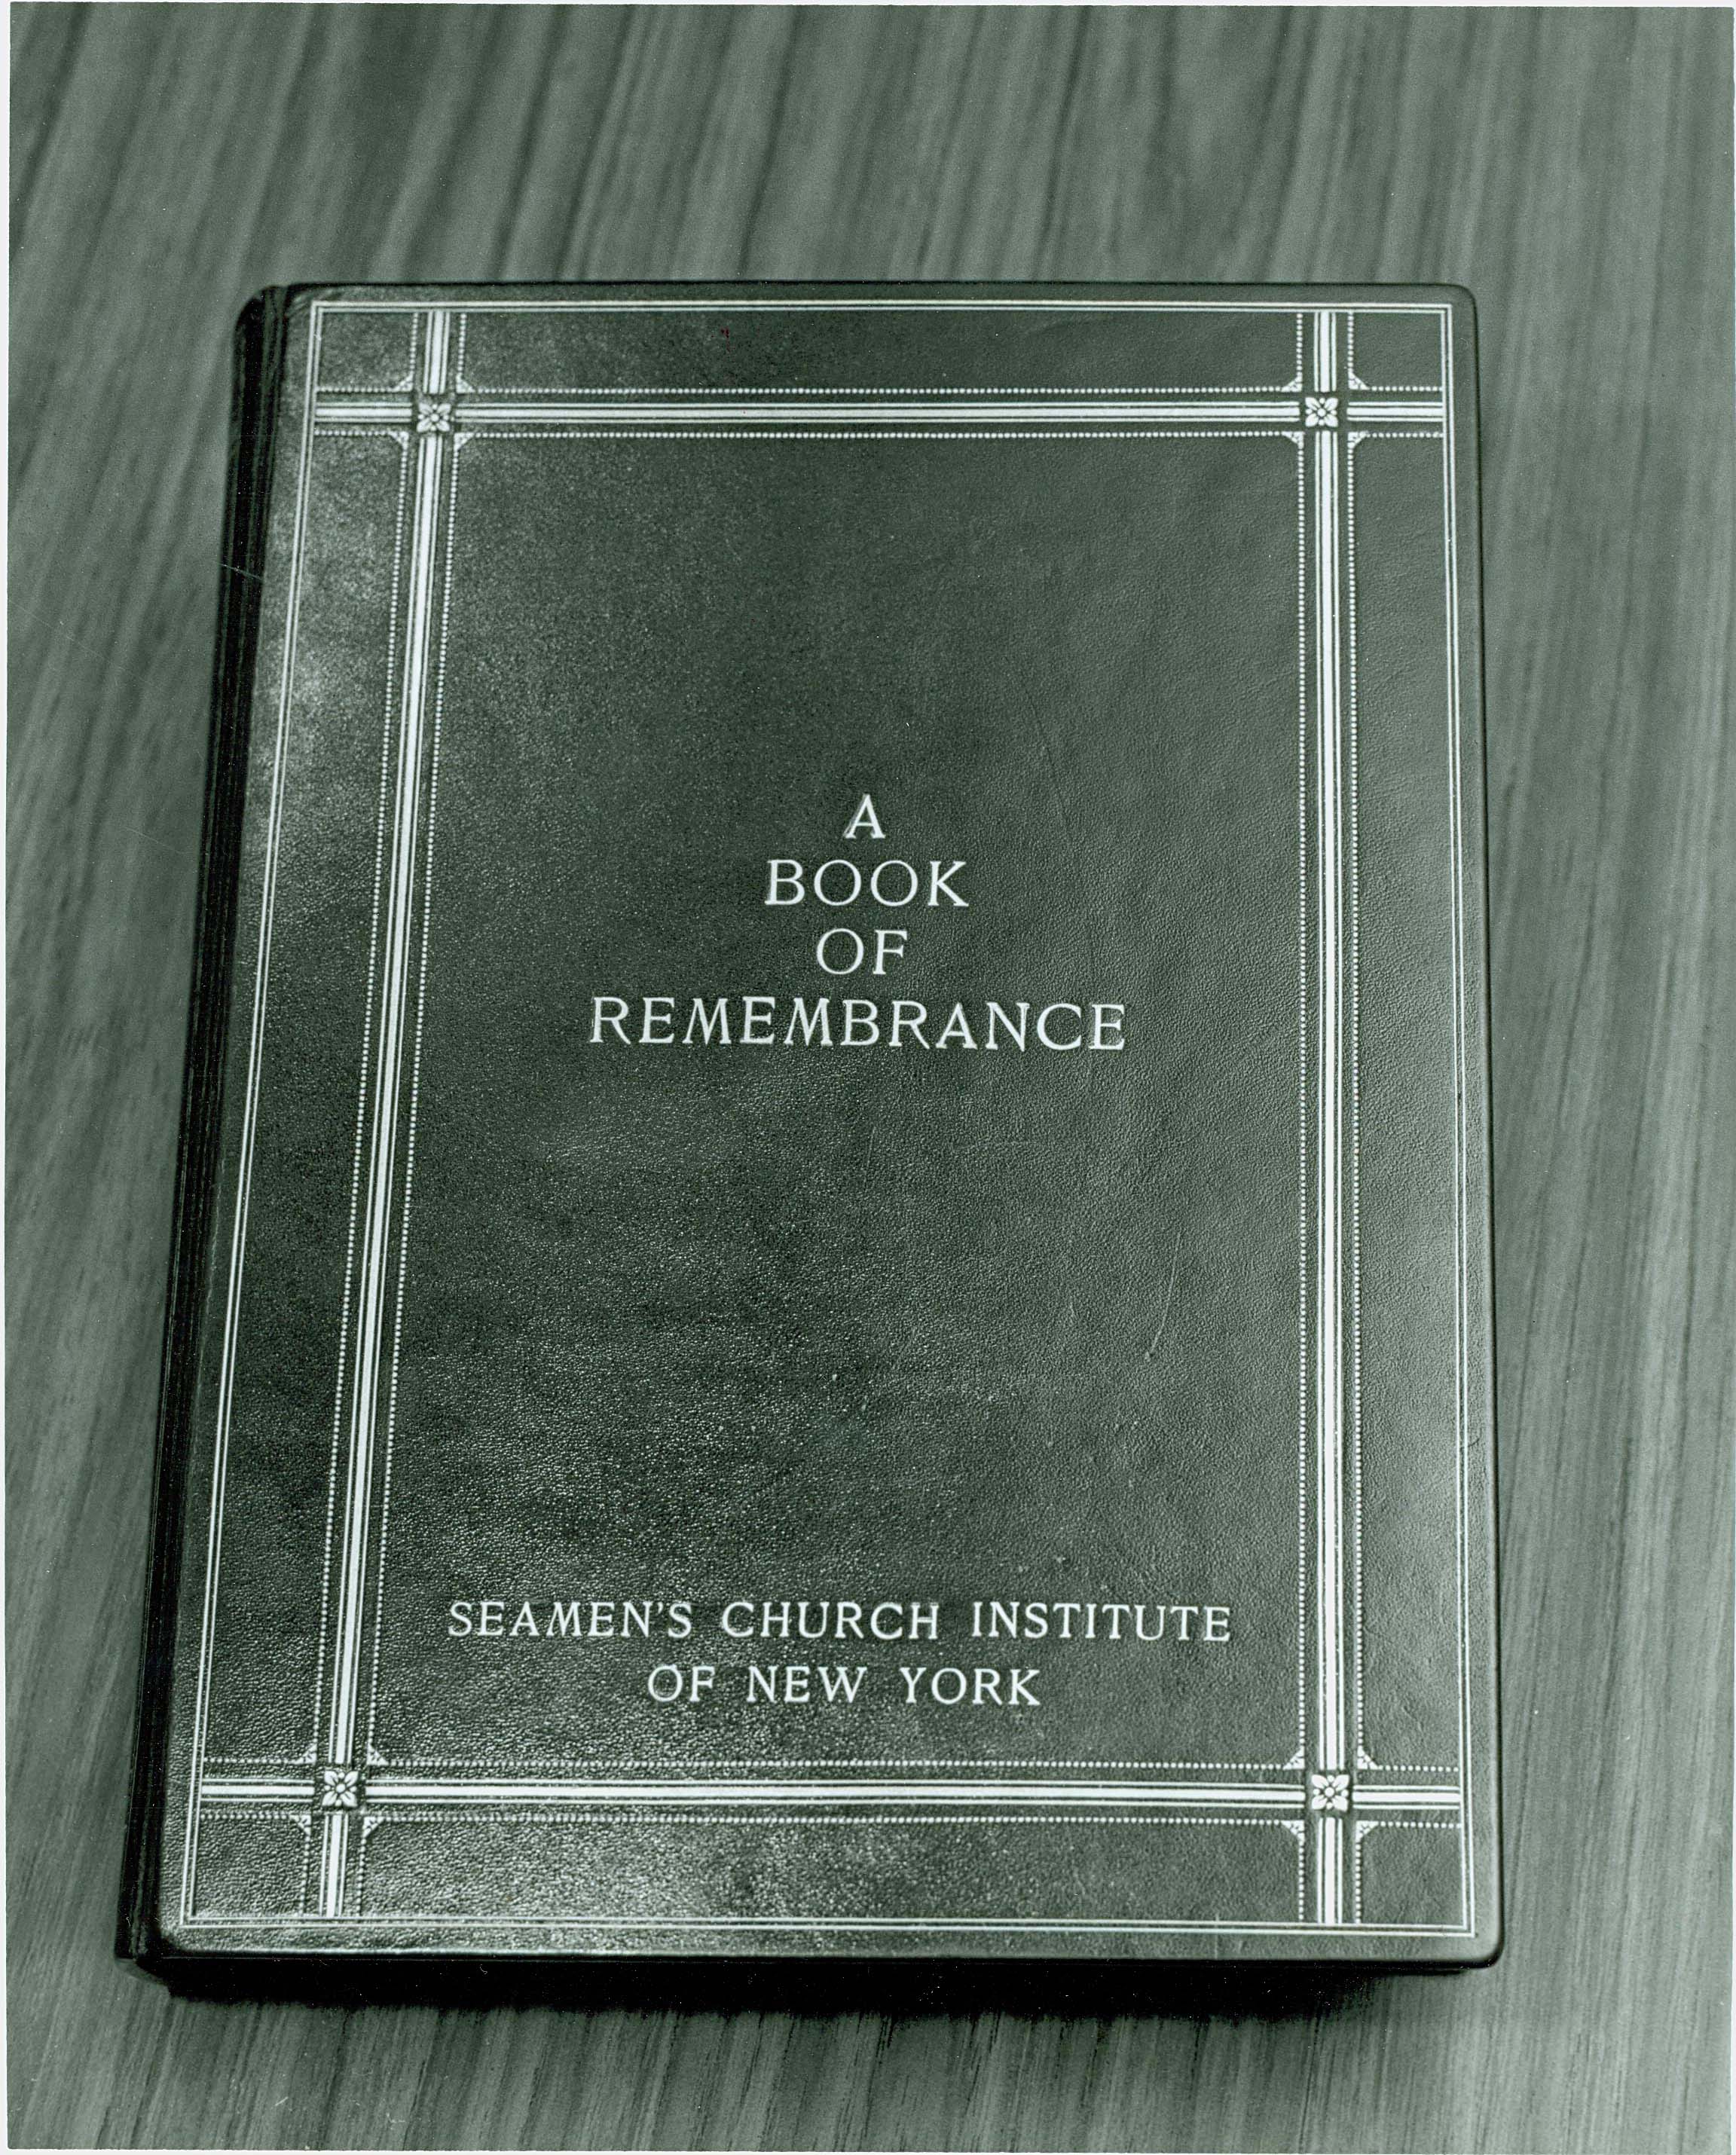 A
BOOK
OF
REMEMBRANCE
SEAMEN'S CHURCH INSTITUTE
OF NEW YORK